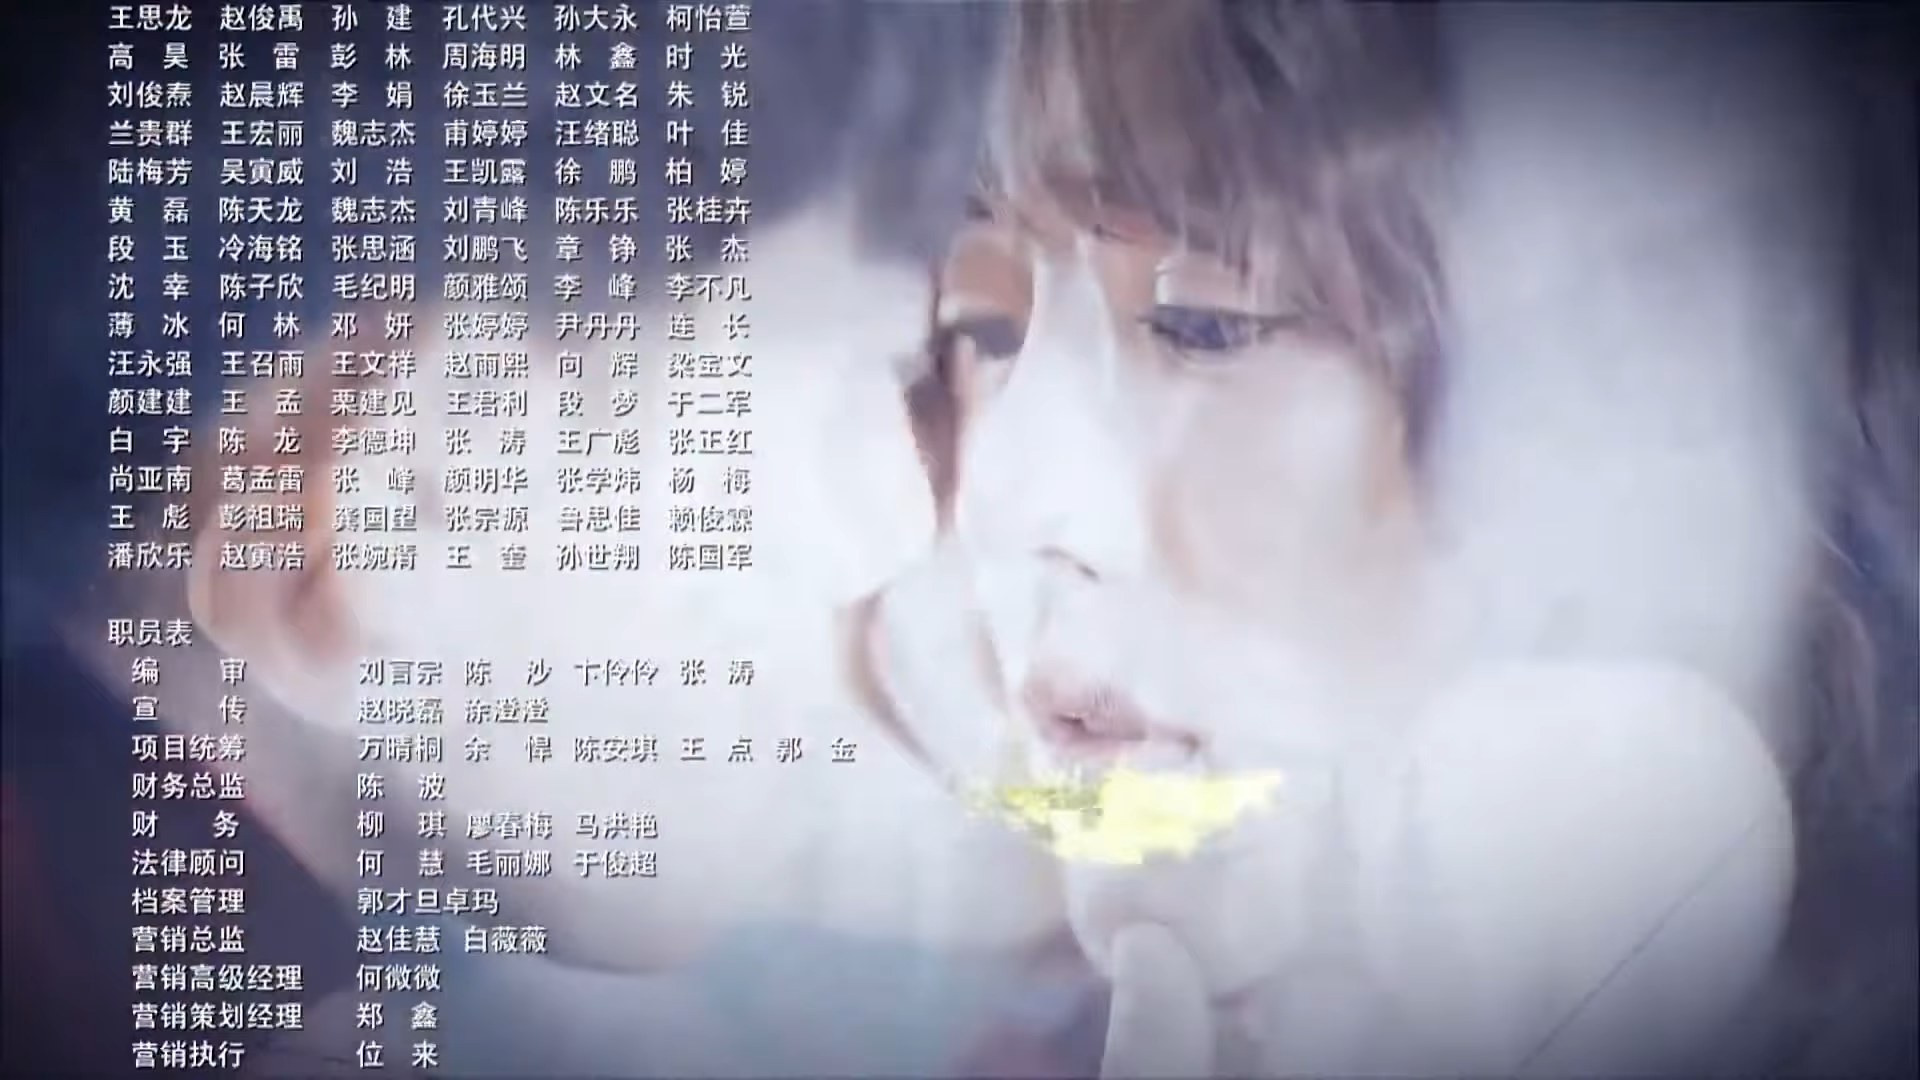 王思龙 赵俊禹 孙 建 孔代兴 孙大永 柯怡萱
高 昊 张 雷 彭 林 周海明 林 鑫 时 光
刘俊焘 赵晨辉 李 娟 徐玉兰 赵文名 朱 锐
兰贵群 王宏丽 魏志杰 甫婷婷 汪绪聪 叶 佳
陆梅芳 吴寅威 刘 浩 王凯露 徐 鹏 柏 婷
黄 磊 陈天龙 魏志杰 刘青峰 陈乐乐 张桂卉
段 玉 冷海铭 张思涵 刘鹏飞 章 铮 张 杰
沈 幸 陈子欣 毛纪明 颜雅颂 李 峰 李不凡
薄 冰 何 林 邓 妍 张婷婷 尹丹丹 连 长
汪永强 王召雨 王文祥 赵雨熙 向 辉 梁宝文
颜建建 王 孟 栗建见 王君利 段 梦 于二军
白 宇 陈 龙 李德坤 张 涛 王广彪 张正红
尚亚南 葛孟雷 张 峰 颜明华 张学炜 杨 梅
王 彪 彭祖瑞 龚国望 张宗源 鲁思佳 赖俊霖
潘欣乐 赵寅浩 张婉清 王 奎 孙世翔 陈国军
职员表
编 审 刘言宗 陈 沙 卞伶伶 张 涛
宣 传 赵晓磊 涂澄澄
项目统筹 万晴桐 余 悍 陈安琪 王 点 郭 金
财务总监 陈 波
财 务 柳 琪 廖春梅 马洪艳
法律顾问 何 慧 毛丽娜 于俊超
档案管理 郭才旦卓玛
营销总监 赵佳慧 白薇薇
营销高级经理 何微微
营销策划经理 郑 鑫
营销执行 位 来